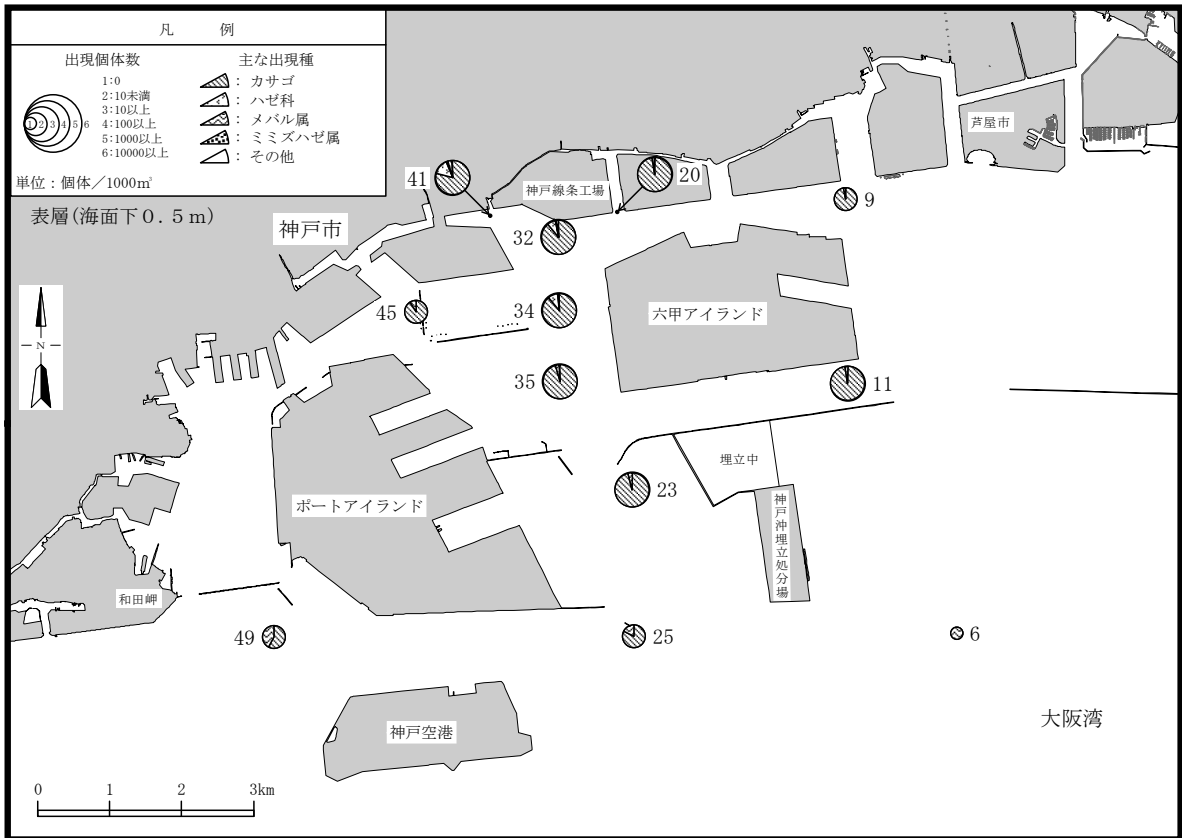 凡　　例
出現個体数
主な出現種
1:0
2:10未満
3:10以上
4:100以上
5:1000以上
6:10000以上
1 2 3 4 5 6
：カサゴ
：ハゼ科
：メバル属
：ミミズハゼ属
：その他
単位：個体／1000m³
表層(海面下０.５m)
神戸市
芦屋市
神戸線条工場
41
20
9
32
45
34
六甲アイランド
N
35
11
埋立中
23
ポートアイランド
神戸沖埋立処分場
和田岬
49
25
6
神戸空港
大阪湾
0 1 2 3km